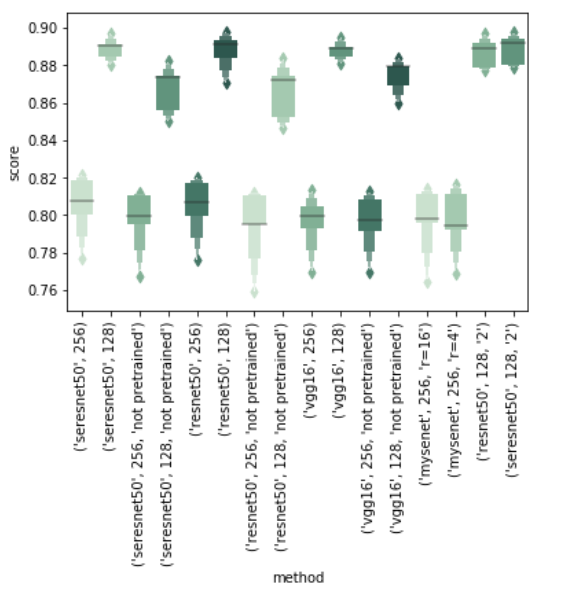 0.90
0.88
0.86
0.84
0.82
0.80
0.78
0.76
score
('seresnet50', 256)
('seresnet50', 128)
('seresnet50', 256, 'not pretrained')
('seresnet50', 128, 'not pretrained')
('resnet50', 256)
('resnet50', 128)
('resnet50', 256, 'not pretrained')
('resnet50', 128, 'not pretrained')
('vgg16', 256)
('vgg16', 128)
('vgg16', 256, 'not pretrained')
('vgg16', 128, 'not pretrained')
('mysenet', 256, 'r=16')
('mysenet', 256, 'r=4')
('resnet50', 128, '2')
('seresnet50', 128, '2')
method